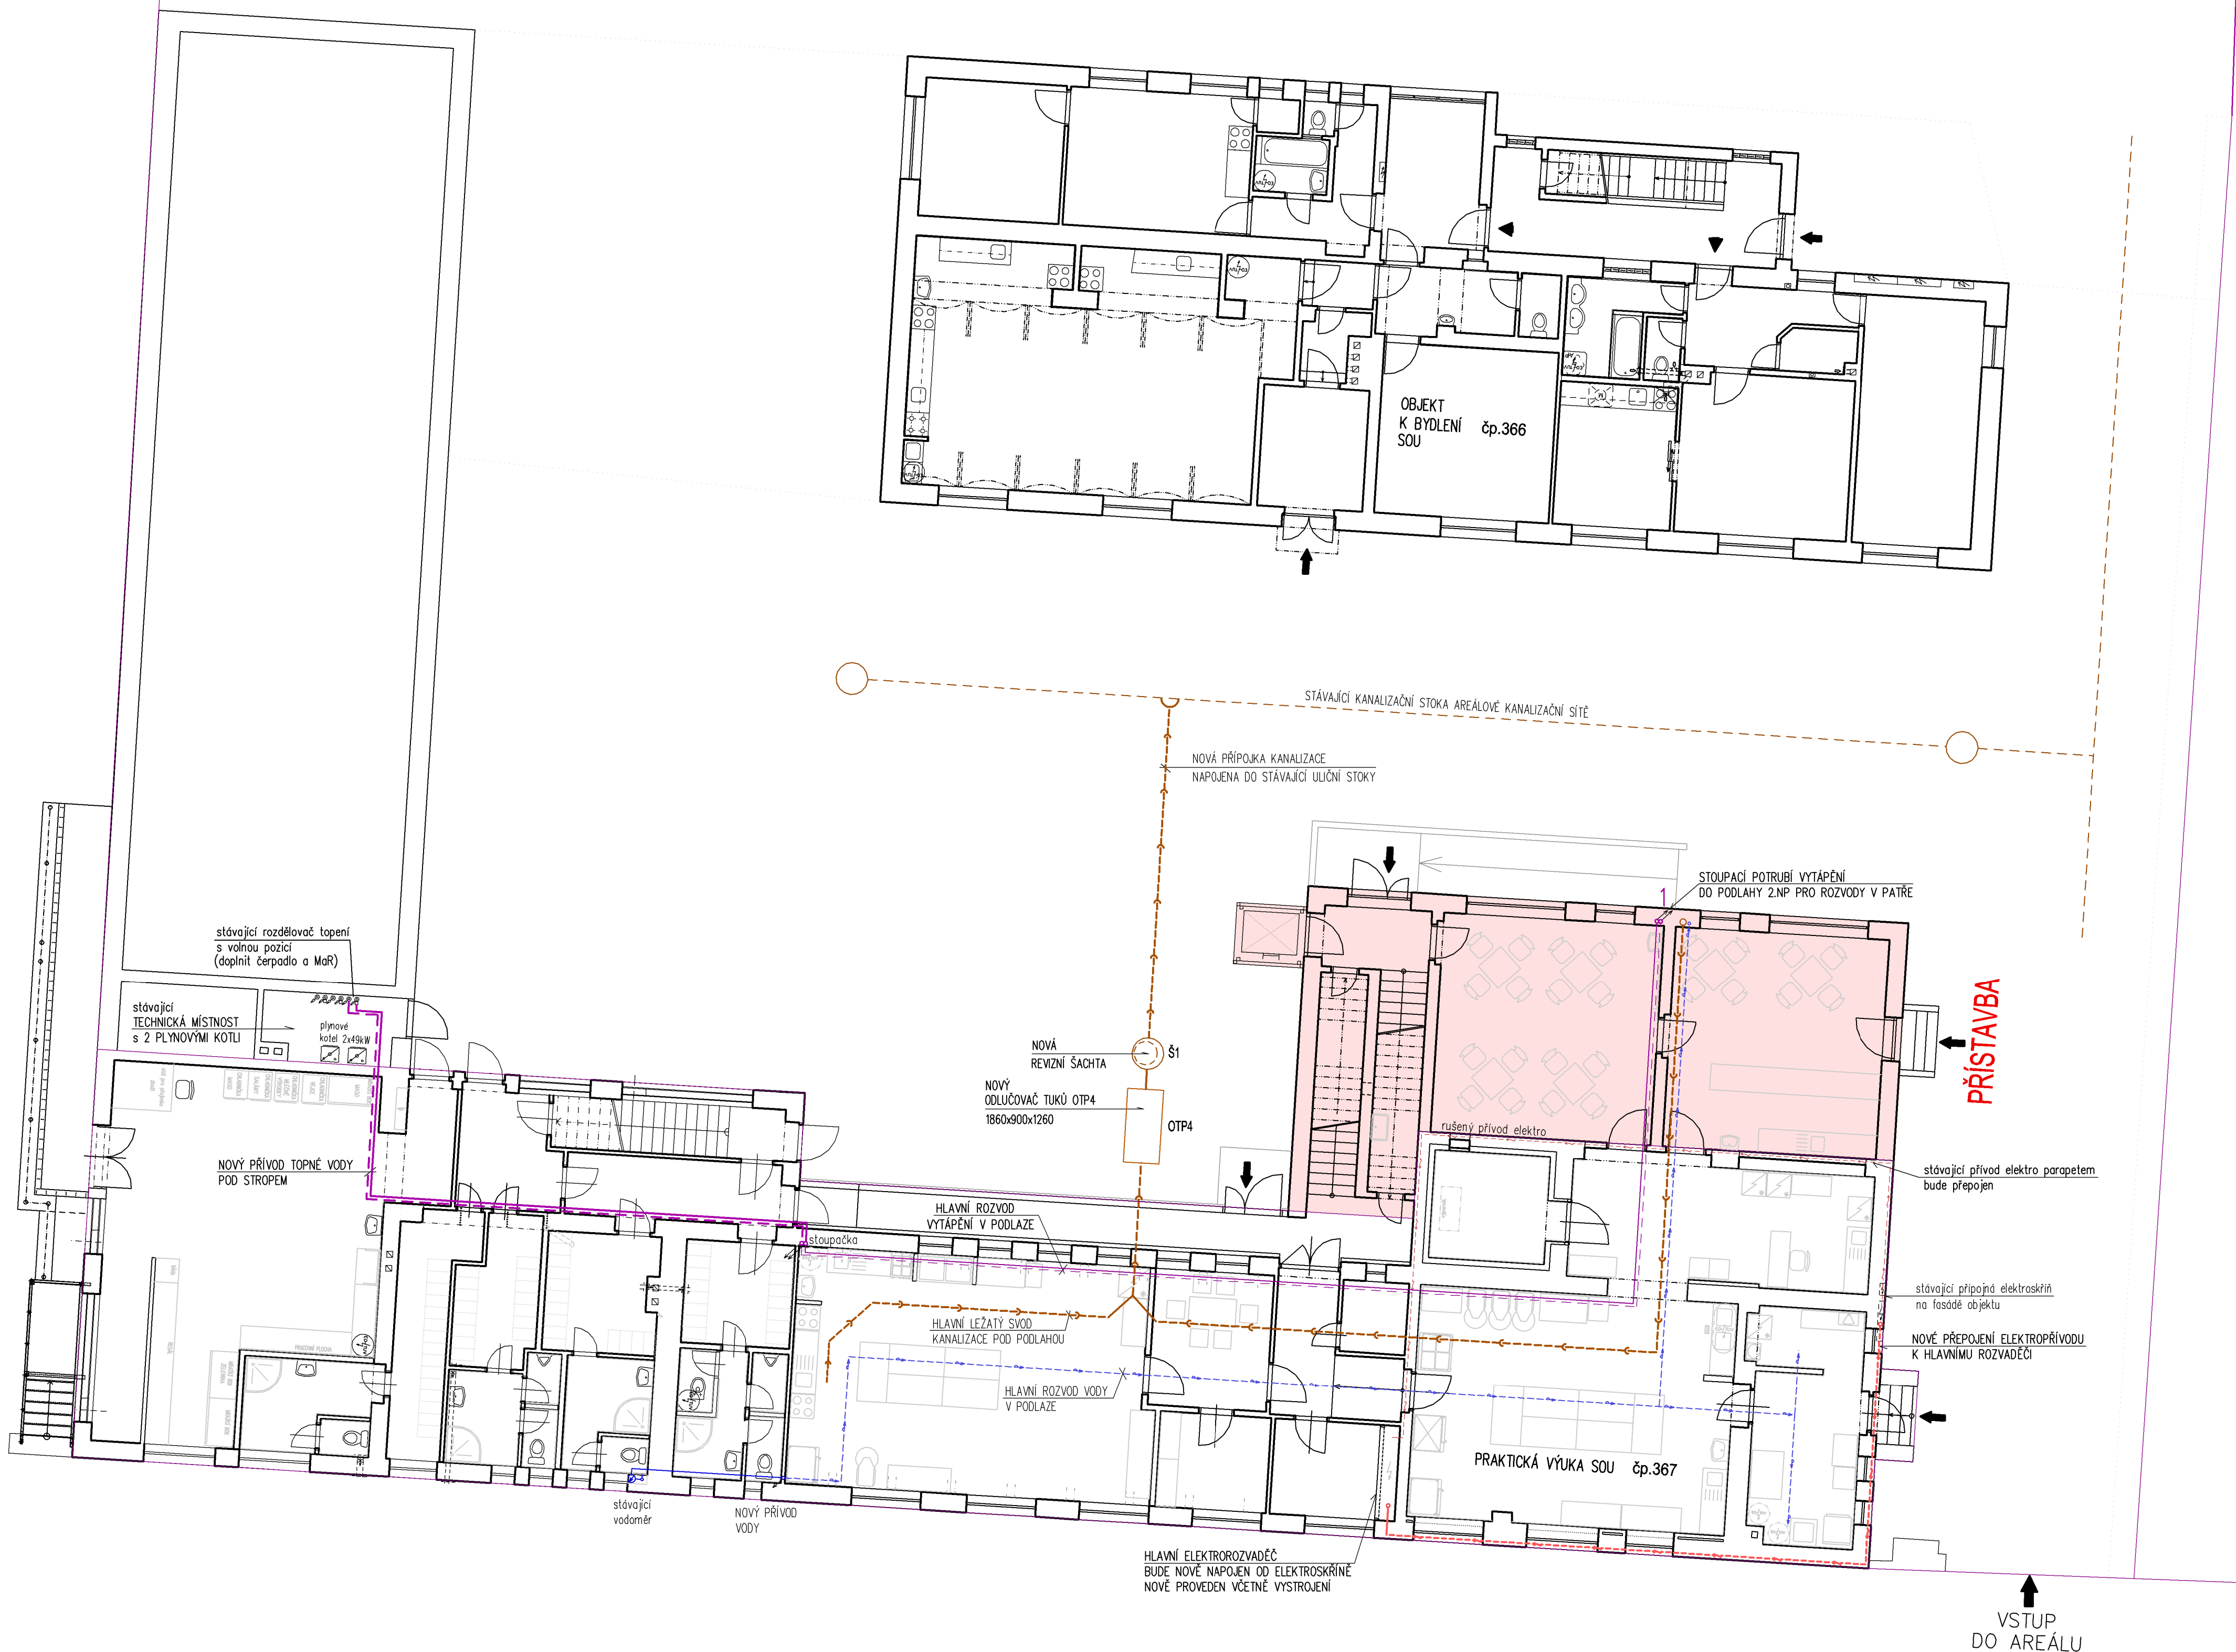 OBJEKT
K BYDLENÍ čp.366
SOU
STÁVAJÍCÍ KANALIZAČNÍ STOKA AREÁLOVÉ KANALIZAČNÍ SÍTĚ
NOVÁ PŘÍPOJKA KANALIZACE
NAPOJENA DO STÁVAJÍCÍ ULIČNÍ STOKY
STOUPACÍ POTRUBÍ VYTÁPĚNÍ
DO PODLAHY 2.NP PRO ROZVODY V PATŘE
stávající rozdělovač topení
s volnou pozicí
(doplnit čerpadlo a MaR)
stávající
TECHNICKÁ MÍSTNOST
s 2 PLYNOVÝMI KOTLI
plynové
kotel 2x49kW
PŘÍSTAVBA
NOVÁ
REVIZNÍ ŠACHTA
Š1
NOVÝ
ODLUČOVAČ TUKŮ OTP4
1860x900x1260
OTP4
rušený přívod elektro
NOVÝ PŘÍVOD TOPNÉ VODY
POD STROPEM
stávající přívod elektro parapetem
bude přepojen
HLAVNÍ ROZVOD
VYTÁPĚNÍ V PODLAZE
stoupačka
stávající přípojná elektroskříň
na fasádě objektu
HLAVNÍ LEŽATÝ SVOD
KANALIZACE POD PODLAHOU
NOVÉ PŘEPOJENÍ ELEKTROPŘÍVODU
K HLAVNÍMU ROZVADĚČI
PRACOVNÍ PLOCHA
HLAVNÍ ROZVOD VODY
V PODLAZE
PRAKTICKÁ VÝUKA SOU čp.367
stávající
vodoměr
NOVÝ PŘÍVOD
VODY
HLAVNÍ ELEKTROROZVADĚČ
BUDE NOVĚ NAPOJEN OD ELEKTROSKŘÍNĚ
NOVĚ PROVEDEN VČETNĚ VYSTROJENÍ
VSTUP
DO AREÁLU